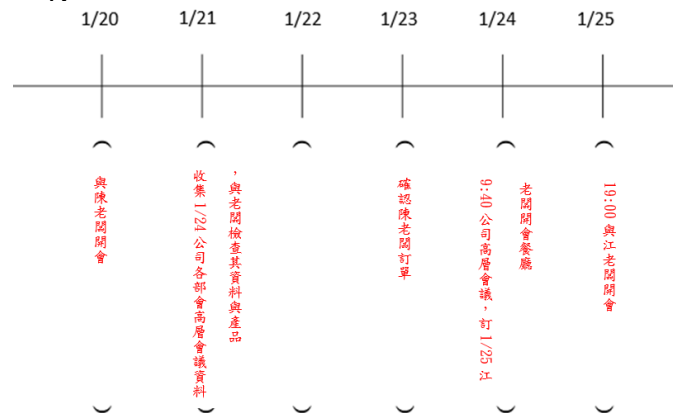 1/20
1/21
1/22
1/23
1/24
1/25
(與陳老闆開會)
(收集 1/24 公司各部會高層會議資料
，與老闆檢查其資料與產品)
( )
(確認陳老闆訂單)
(9:40 公司高層會議，訂 1/25 江
老闆開會餐廳)
(19:00 與江老闆開會)